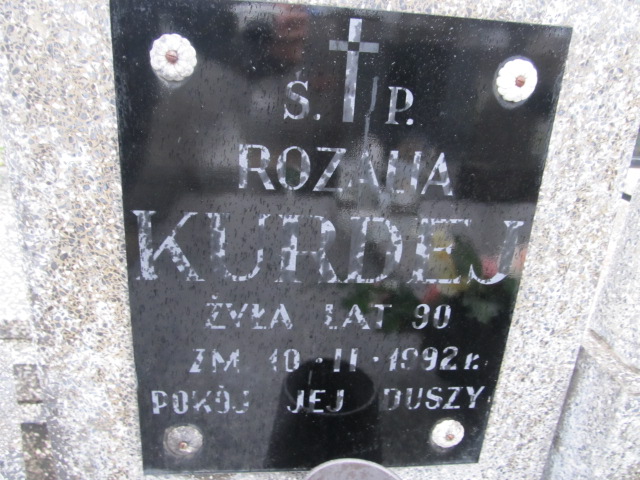 Ś. P.
ROZALIA
KURDEJ
ŻYŁA LAT 90
ZM 10·II·1992 r.
POKÓJ JEJ DUSZY